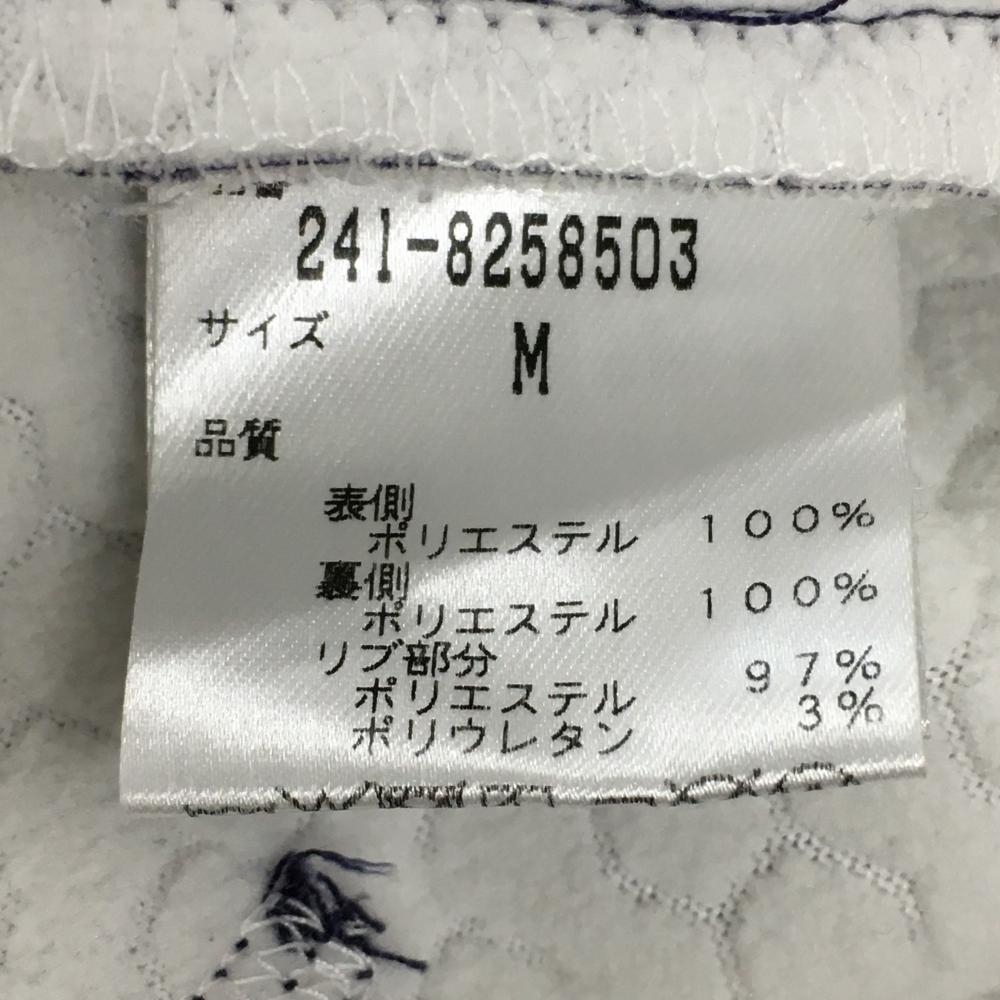 241-8258503
サイズ M
品質
表側
ポリエステル 100%
裏側
ポリエステル 100%
リブ部分
ポリエステル 97%
ポリウレタン 3%